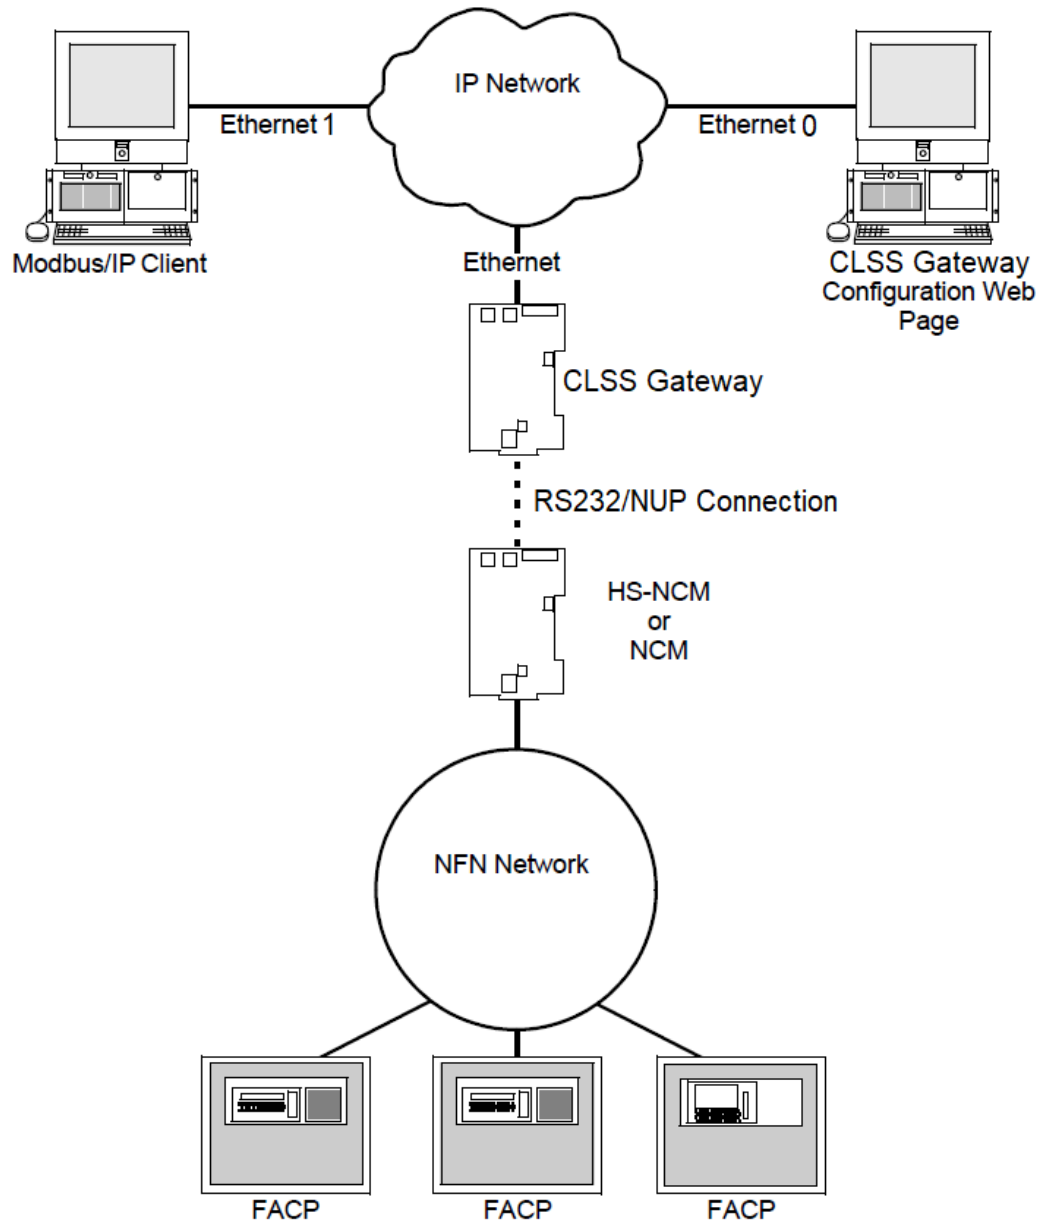 IP Network
Ethernet 1
Ethernet 0
Modbus/IP Client
Ethernet
CLSS Gateway
Configuration Web
Page
CLSS Gateway
RS232/NUP Connection
HS-NCM
or
NCM
NFN Network
FACP
FACP
FACP